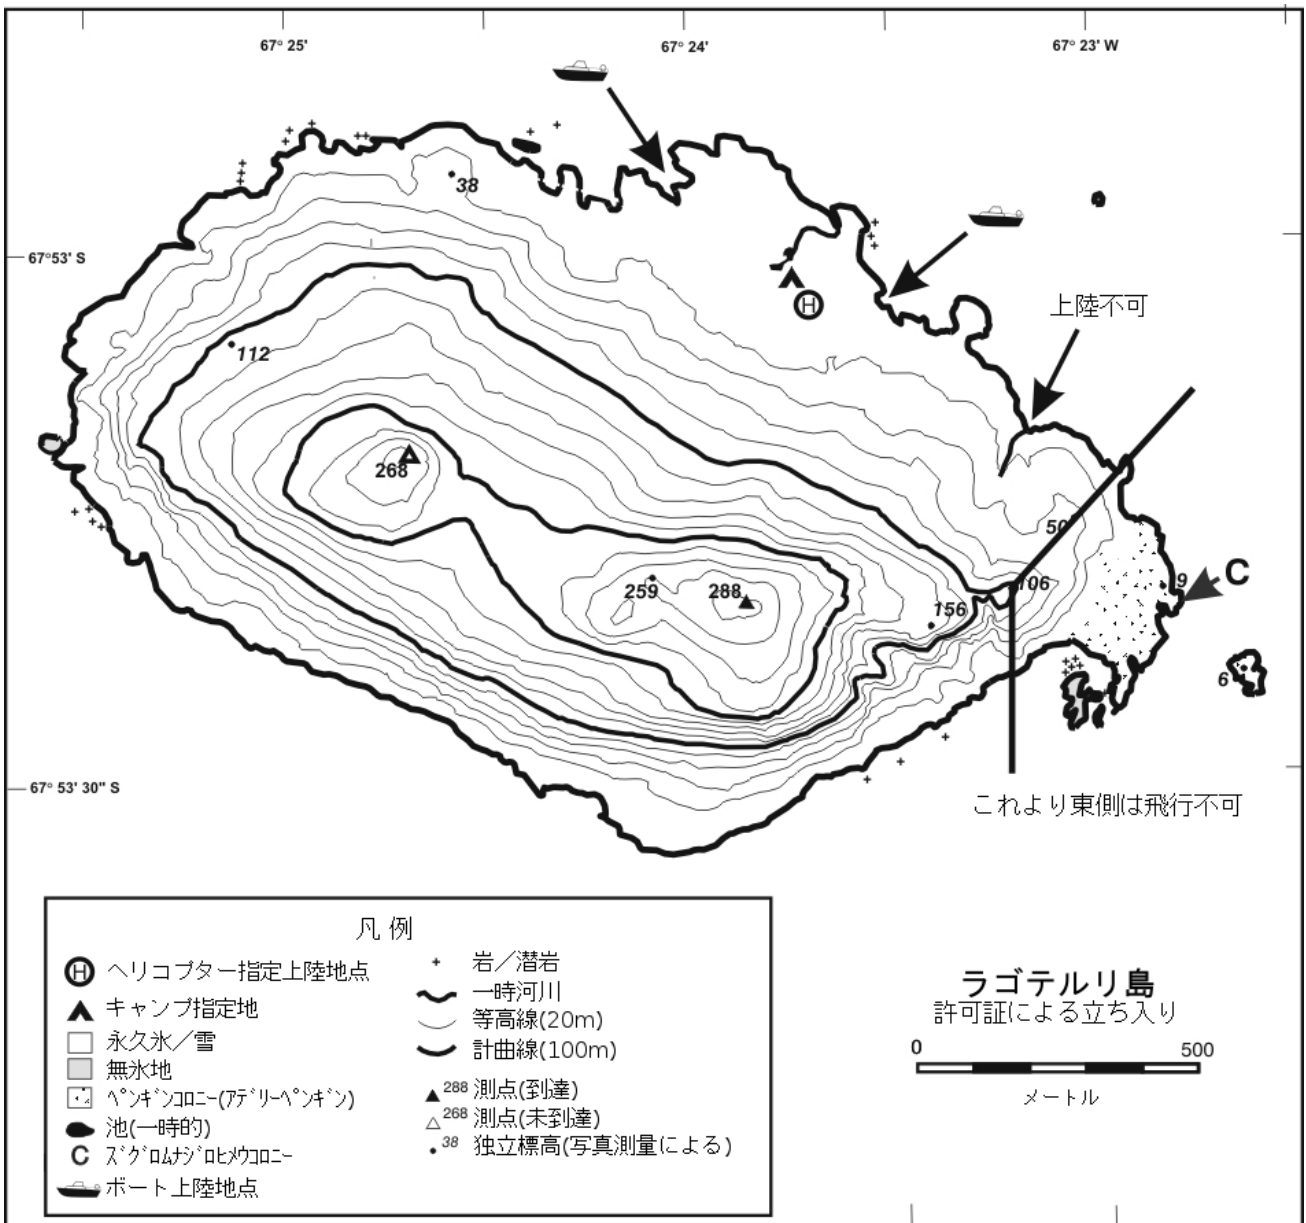 67° 25'
67° 24'
67° 23' W
38
67°53' S
H
上陸不可
112
268
50
259
288
106
9
C
156
6
67° 53' 30" S
これより東側は飛行不可
凡 例
H ヘリコプター指定上陸地点
キャンプ指定地
永久氷／雪
無氷地
ペンギンコロニー(アデリーペンギン)
池(一時的)
C ズグロムナジロヒメウコロニー
ボート上陸地点
岩／潜岩
一時河川
等高線(20m)
計曲線(100m)
288 測点(到達)
268 測点(未到達)
38 独立標高(写真測量による)
ラゴテルリ島
許可証による立ち入り
0 500
メートル